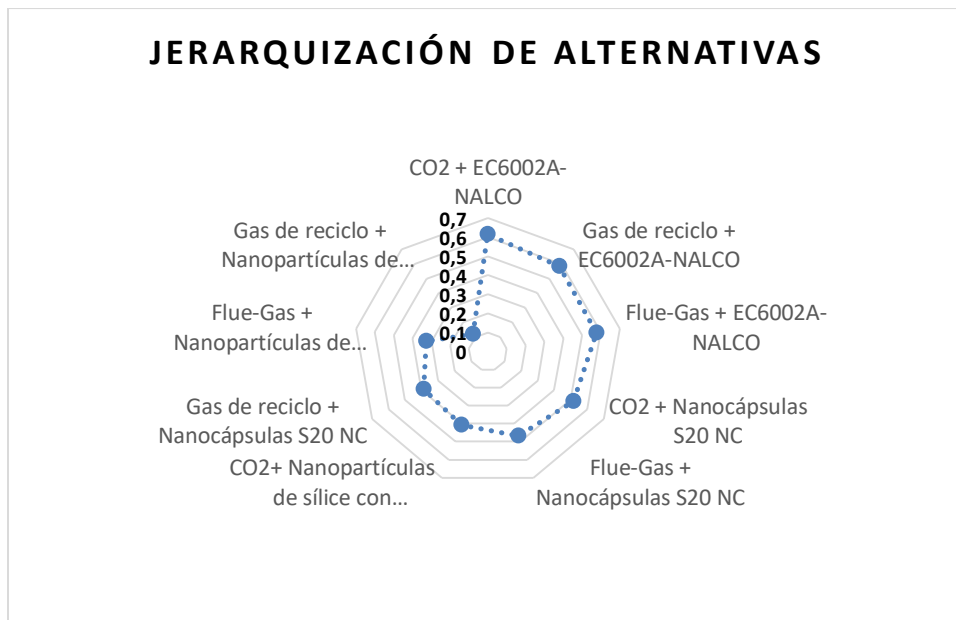 JERARQUIZACIÓN DE ALTERNATIVAS
CO2 + EC6002A-
NALCO
Gas de reciclo +
EC6002A-NALCO
Flue-Gas + EC6002A-
NALCO
CO2 + Nanocápsulas
S20 NC
Flue-Gas +
Nanocápsulas S20 NC
CO2+ Nanopartículas
de sílice con...
Gas de reciclo +
Nanocápsulas S20 NC
Flue-Gas +
Nanopartículas de...
Gas de reciclo +
Nanopartículas de...
0,7
0,6
0,5
0,4
0,3
0,2
0,1
0